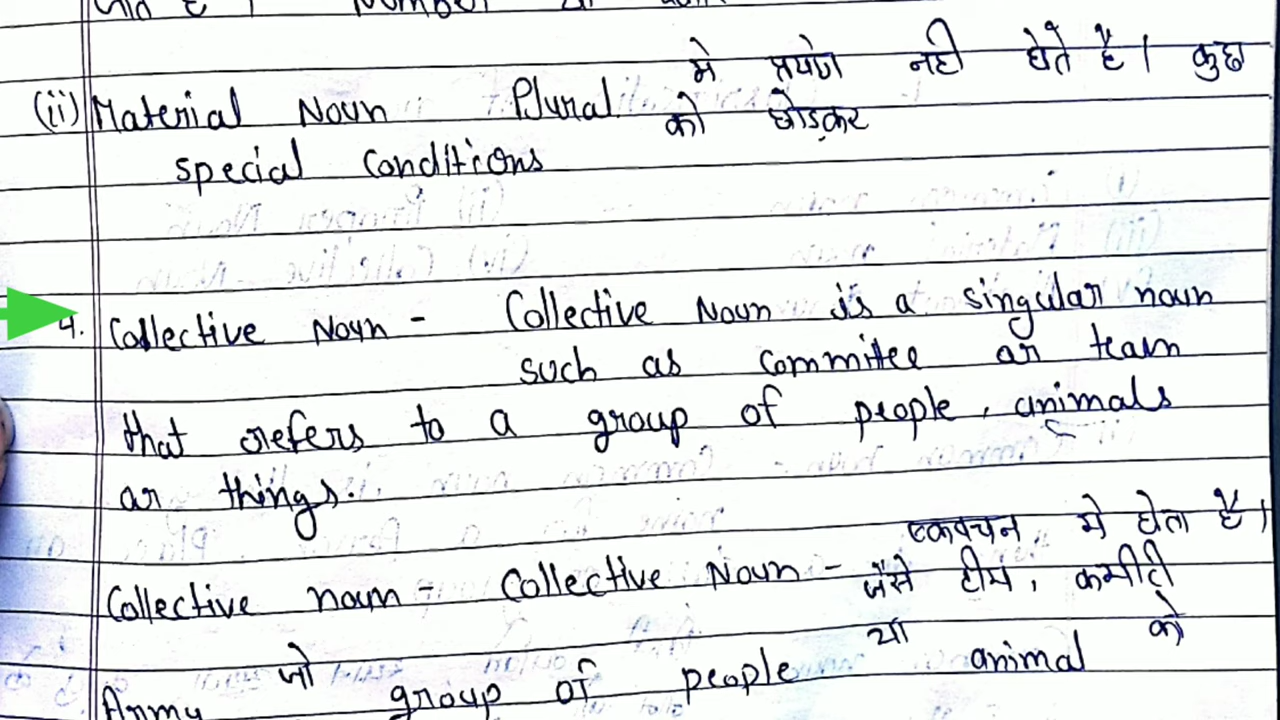 (ii) Material Noun Plural में प्रयोग नही होते है। कुछ
special conditions को छोड़कर
4. Collective Noun - Collective Noun is a singular noun
such as committee or team
that refers to a group of people, animals
or things.
Collective noun - Collective Noun - एकवचन में होता है।
जैसे टीम, कमीटी
Army जो group of people या animal को